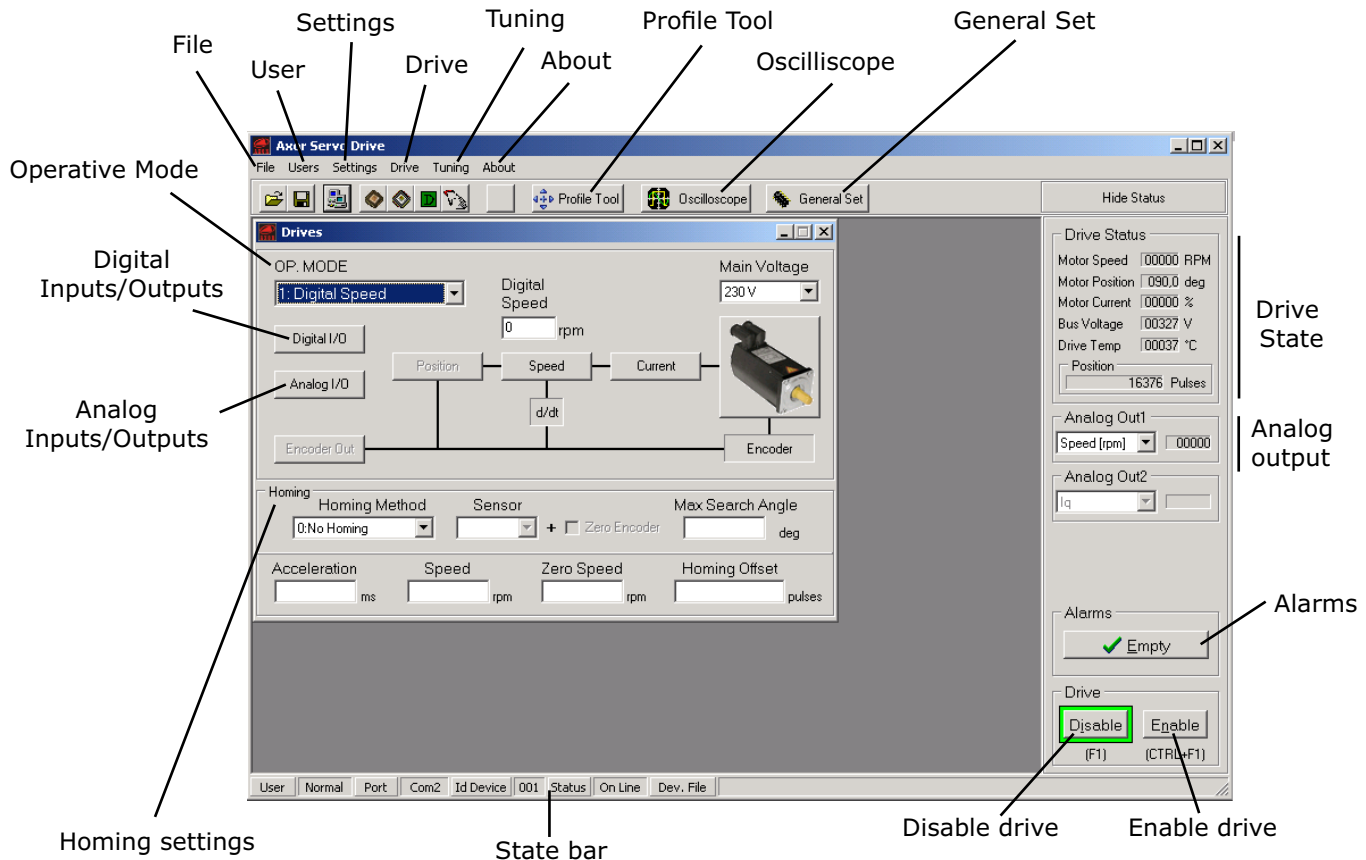 Settings
Tuning
Profile Tool
General Set
File
User
Drive
About
Oscilliscope
Axor Servo Drive
File Users Settings Drive Tuning About
Operative Mode
Profile Tool
Oscilloscope
General Set
Hide Status
Drives
OP. MODE
1: Digital Speed
Digital
Speed
0 rpm
Main Voltage
230 V
Digital
Inputs/Outputs
Digital I/O
Analog I/O
Analog
Inputs/Outputs
Position
Speed
Current
d/dt
Encoder Out
Encoder
Drive Status
Motor Speed 00000 RPM
Motor Position 090,0 deg
Motor Current 00000 %
Bus Voltage 00327 V
Drive Temp 00037 °C
Position
16376 Pulses
Drive
State
Analog Out1
Speed [rpm] 00000
Analog
output
Analog Out2
Iq
Homing
Homing Method
0:No Homing
Sensor
+ Zero Encoder
Max Search Angle
deg
Acceleration
ms
Speed
rpm
Zero Speed
rpm
Homing Offset
pulses
Alarms
Empty
Alarms
Drive
Disable
Enable
(F1)
(CTRL+F1)
User Normal Port Com2 Id Device 001 Status On Line Dev. File
Homing settings
State bar
Disable drive
Enable drive